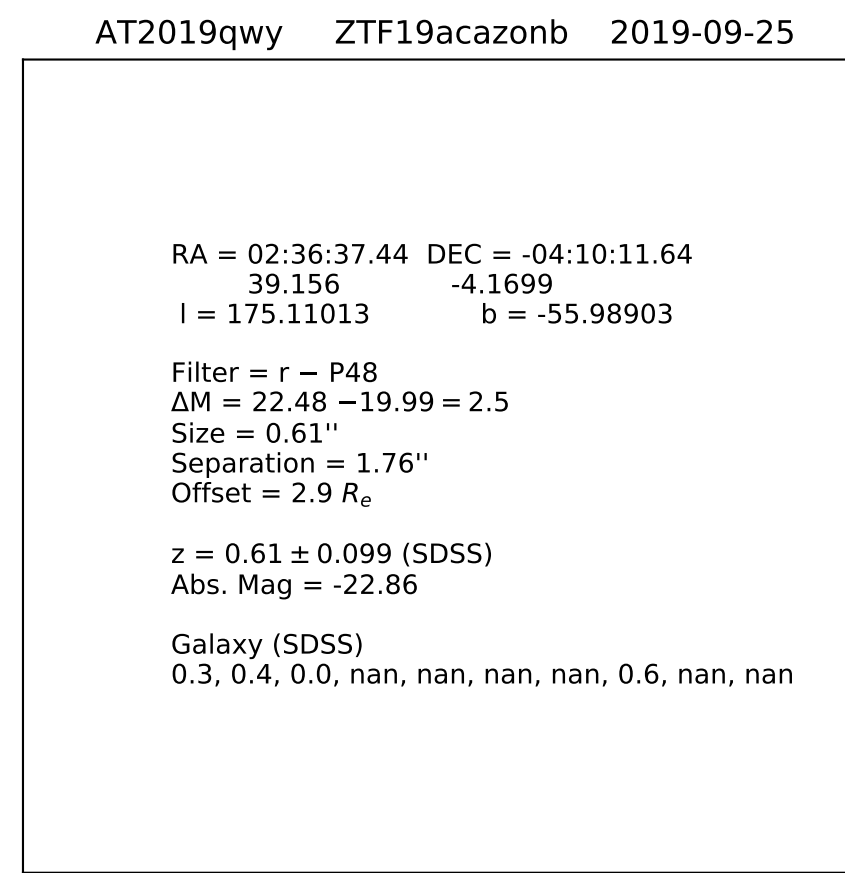 AT2019qwy ZTF19acazonb 2019-09-25
RA = 02:36:37.44 DEC = -04:10:11.64
39.156 -4.1699
l = 175.11013 b = -55.98903
Filter = r − P48
ΔM = 22.48 −19.99 = 2.5
Size = 0.61''
Separation = 1.76''
Offset = 2.9 Rₑ
z = 0.61 ± 0.099 (SDSS)
Abs. Mag = -22.86
Galaxy (SDSS)
0.3, 0.4, 0.0, nan, nan, nan, nan, 0.6, nan, nan